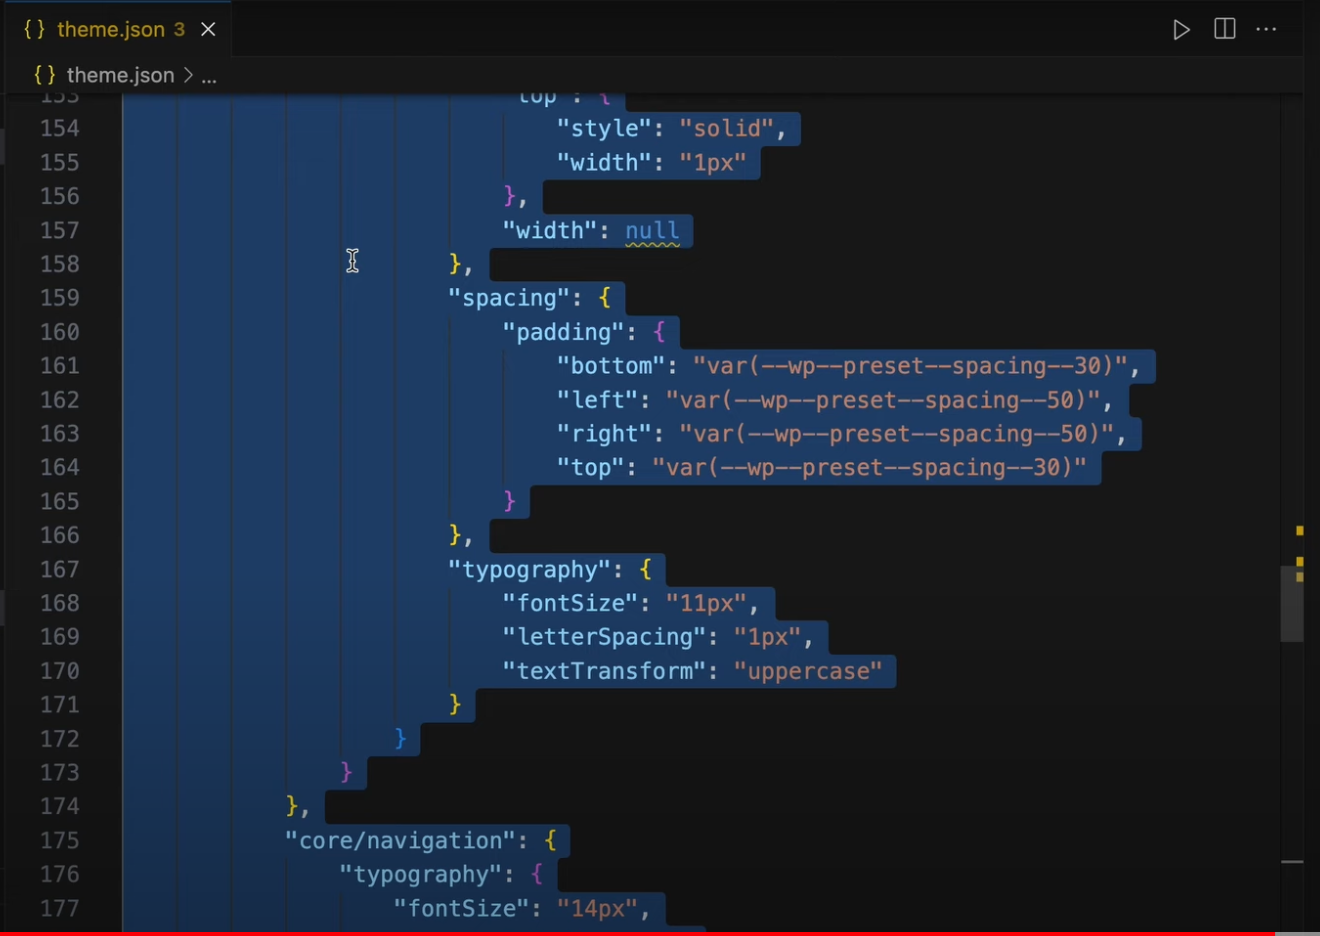 { } theme.json 3
{ } theme.json > ...
153 "top": {
154 "style": "solid",
155 "width": "1px"
156 },
157 "width": null
158 },
159 "spacing": {
160 "padding": {
161 "bottom": "var(--wp--preset--spacing--30)",
162 "left": "var(--wp--preset--spacing--50)",
163 "right": "var(--wp--preset--spacing--50)",
164 "top": "var(--wp--preset--spacing--30)"
165 }
166 },
167 "typography": {
168 "fontSize": "11px",
169 "letterSpacing": "1px",
170 "textTransform": "uppercase"
171 }
172 }
173 }
174 },
175 "core/navigation": {
176 "typography": {
177 "fontSize": "14px",